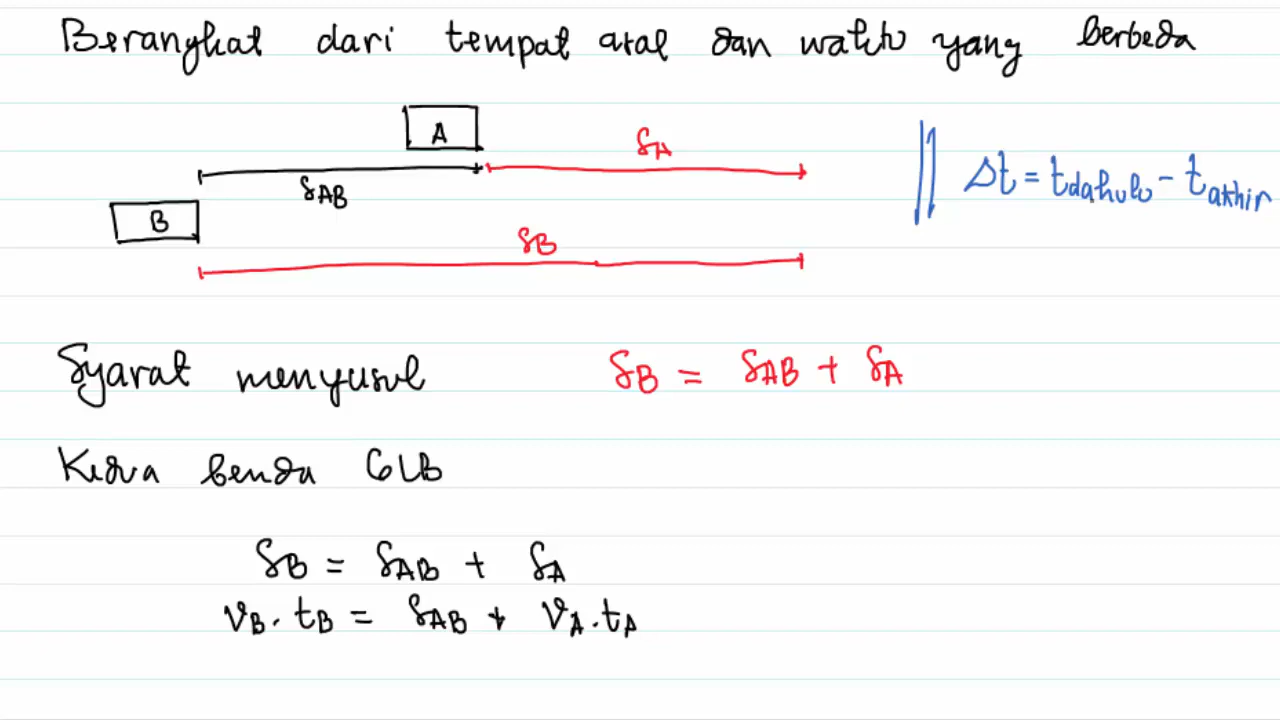 Berangkat dari tempat asal dan waktu yang berbeda
A
SA
SAB
Δt = tdahulu - takhir
B
SB
Syarat menyusul SB = SAB + SA
Kedua benda GLB
SB = SAB + SA
VB . tB = SAB + VA . tA